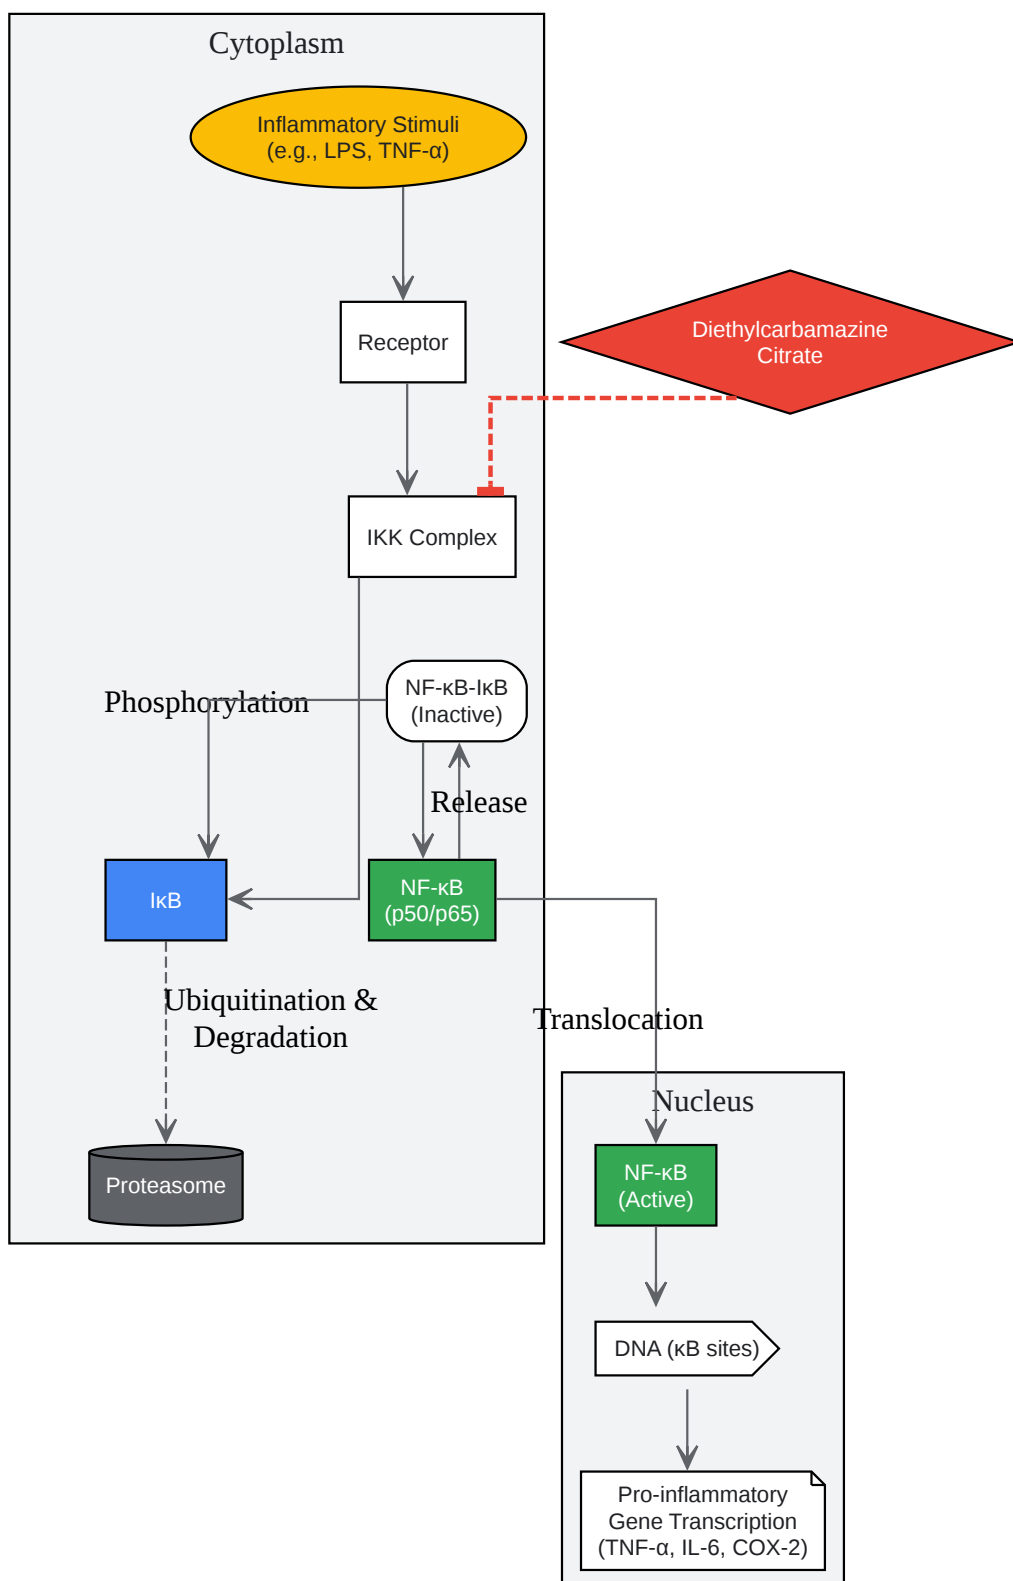 Cytoplasm
Inflammatory Stimuli
(e.g., LPS, TNF-α)
Receptor
Diethylcarbamazine
Citrate
IKK Complex
Phosphorylation
NF-κB-IκB
(Inactive)
Release
IκB
NF-κB
(p50/p65)
Ubiquitination &
Degradation
Translocation
Nucleus
Proteasome
NF-κB
(Active)
DNA (κB sites)
Pro-inflammatory
Gene Transcription
(TNF-α, IL-6, COX-2)